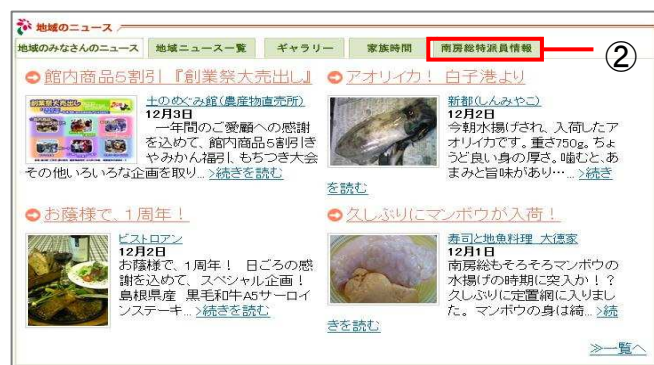 地域のニュース
地域のみなさんのニュース 地域ニュース一覧 ギャラリー 家族時間 南房総特派員情報
②
館内商品5割引『創業祭大売出し』
土のめぐみ館(農産物直売所)
12月3日
一年間のご愛顧への感謝
を込めて、館内商品5割引き
やみかん福引、もちつき大会
その他いろいろな企画を取り... >続きを読む
アオリイカ! 白子港より
新都(しんみやこ)
12月2日
今朝水揚げされ、入荷したア
オリイカです。重さ750g。ちょ
うど良い身の厚さ。噛むと、あ
まみと旨味があり…... >続き
を読む
お蔭様で、1周年!
ビストロアン
12月2日
お蔭様で、1周年! 日ごろの感
謝を込めて、スペシャル企画!
島根県産 黒毛和牛A5サーロイ
ンステーキ... >続きを読む
久しぶりにマンボウが入荷!
寿司と地魚料理 大徳家
12月1日
南房総もそろそろマンボウの
水揚げの時期に突入か!?
久しぶりに定置網に入りまし
た。マンボウの身は綺... >続
きを読む
≫一覧へ